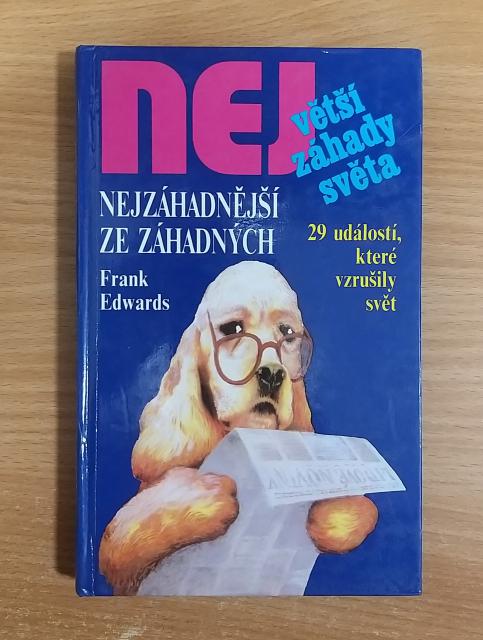 NEJ
větší
záhady
světa
NEJZÁHADNĚJŠÍ
ZE ZÁHADNÝCH
29 událostí,
které
vzrušily
svět
Frank
Edwards